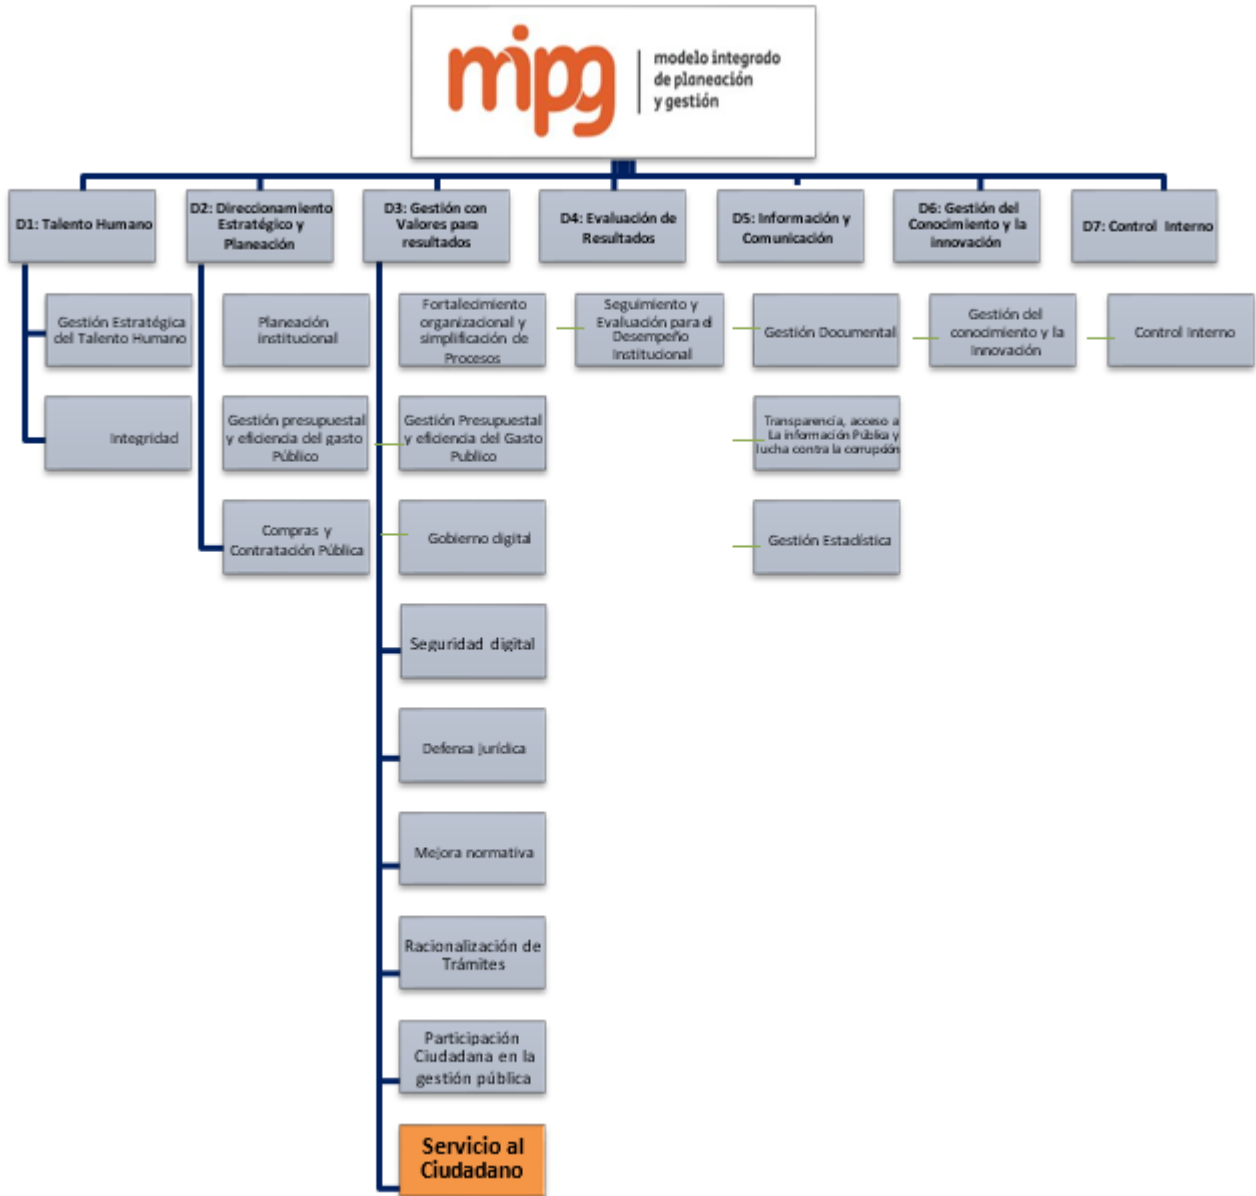 mipg
modelo integrado
de planeación
y gestión
D1: Talento Humano
D2: Direccionamiento
Estratégico y
Planeación
D3: Gestión con
Valores para
resultados
D4: Evaluación de
Resultados
D5: Información y
Comunicación
D6: Gestión del
Conocimiento y la
innovación
D7: Control Interno
Gestión Estratégica
del Talento Humano
Integridad
Planeación
institucional
Gestión presupuestal
y eficiencia del gasto
Público
Compras y
Contratación Pública
Fortalecimiento
organizacional y
simplificación de
Procesos
Gestión Presupuestal
y eficiencia del Gasto
Publico
Gobierno digital
Seguridad digital
Defensa jurídica
Mejora normativa
Racionalización de
Trámites
Participación
Ciudadana en la
gestión pública
Servicio al
Ciudadano
Seguimiento y
Evaluación para el
Desempeño
Institucional
Gestión Documental
Transparencia, acceso a
La información Pública y
lucha contra la corrupción
Gestión Estadística
Gestión del
conocimiento y la
Innovación
Control Interno